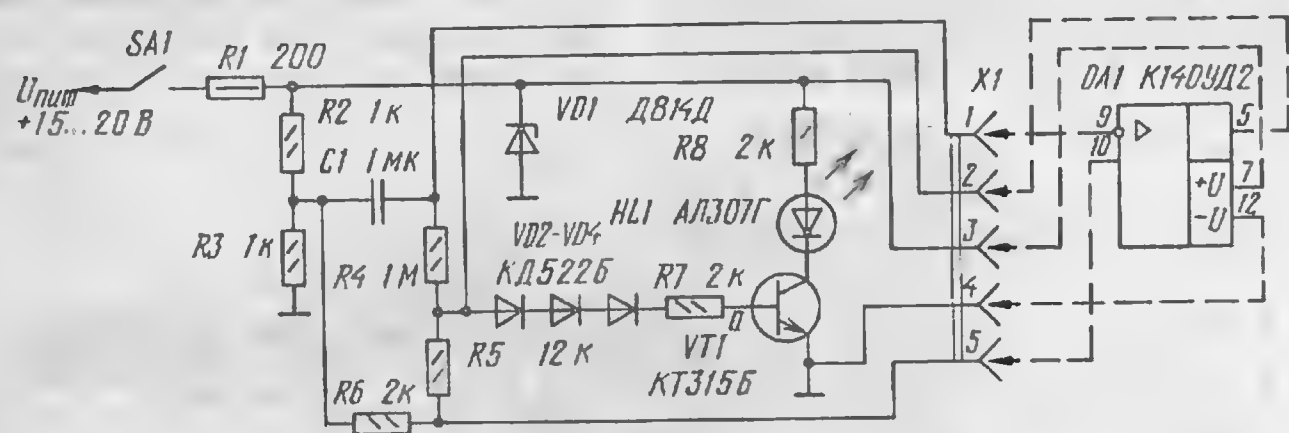 SA1
R1 200
Uпит
+15...20 В
R2 1к
C1 1 мк
R3 1к
R4 1М
VD1 Д814Д
R8 2к
HL1 АЛ307Г
VD2-VD4
КД522Б
R7 2к
R5 12к
VT1
КТ315Б
R6 2к
X1
1
2
3
4
5
DA1 К140УД2
9
10
5
+U 7
-U 12